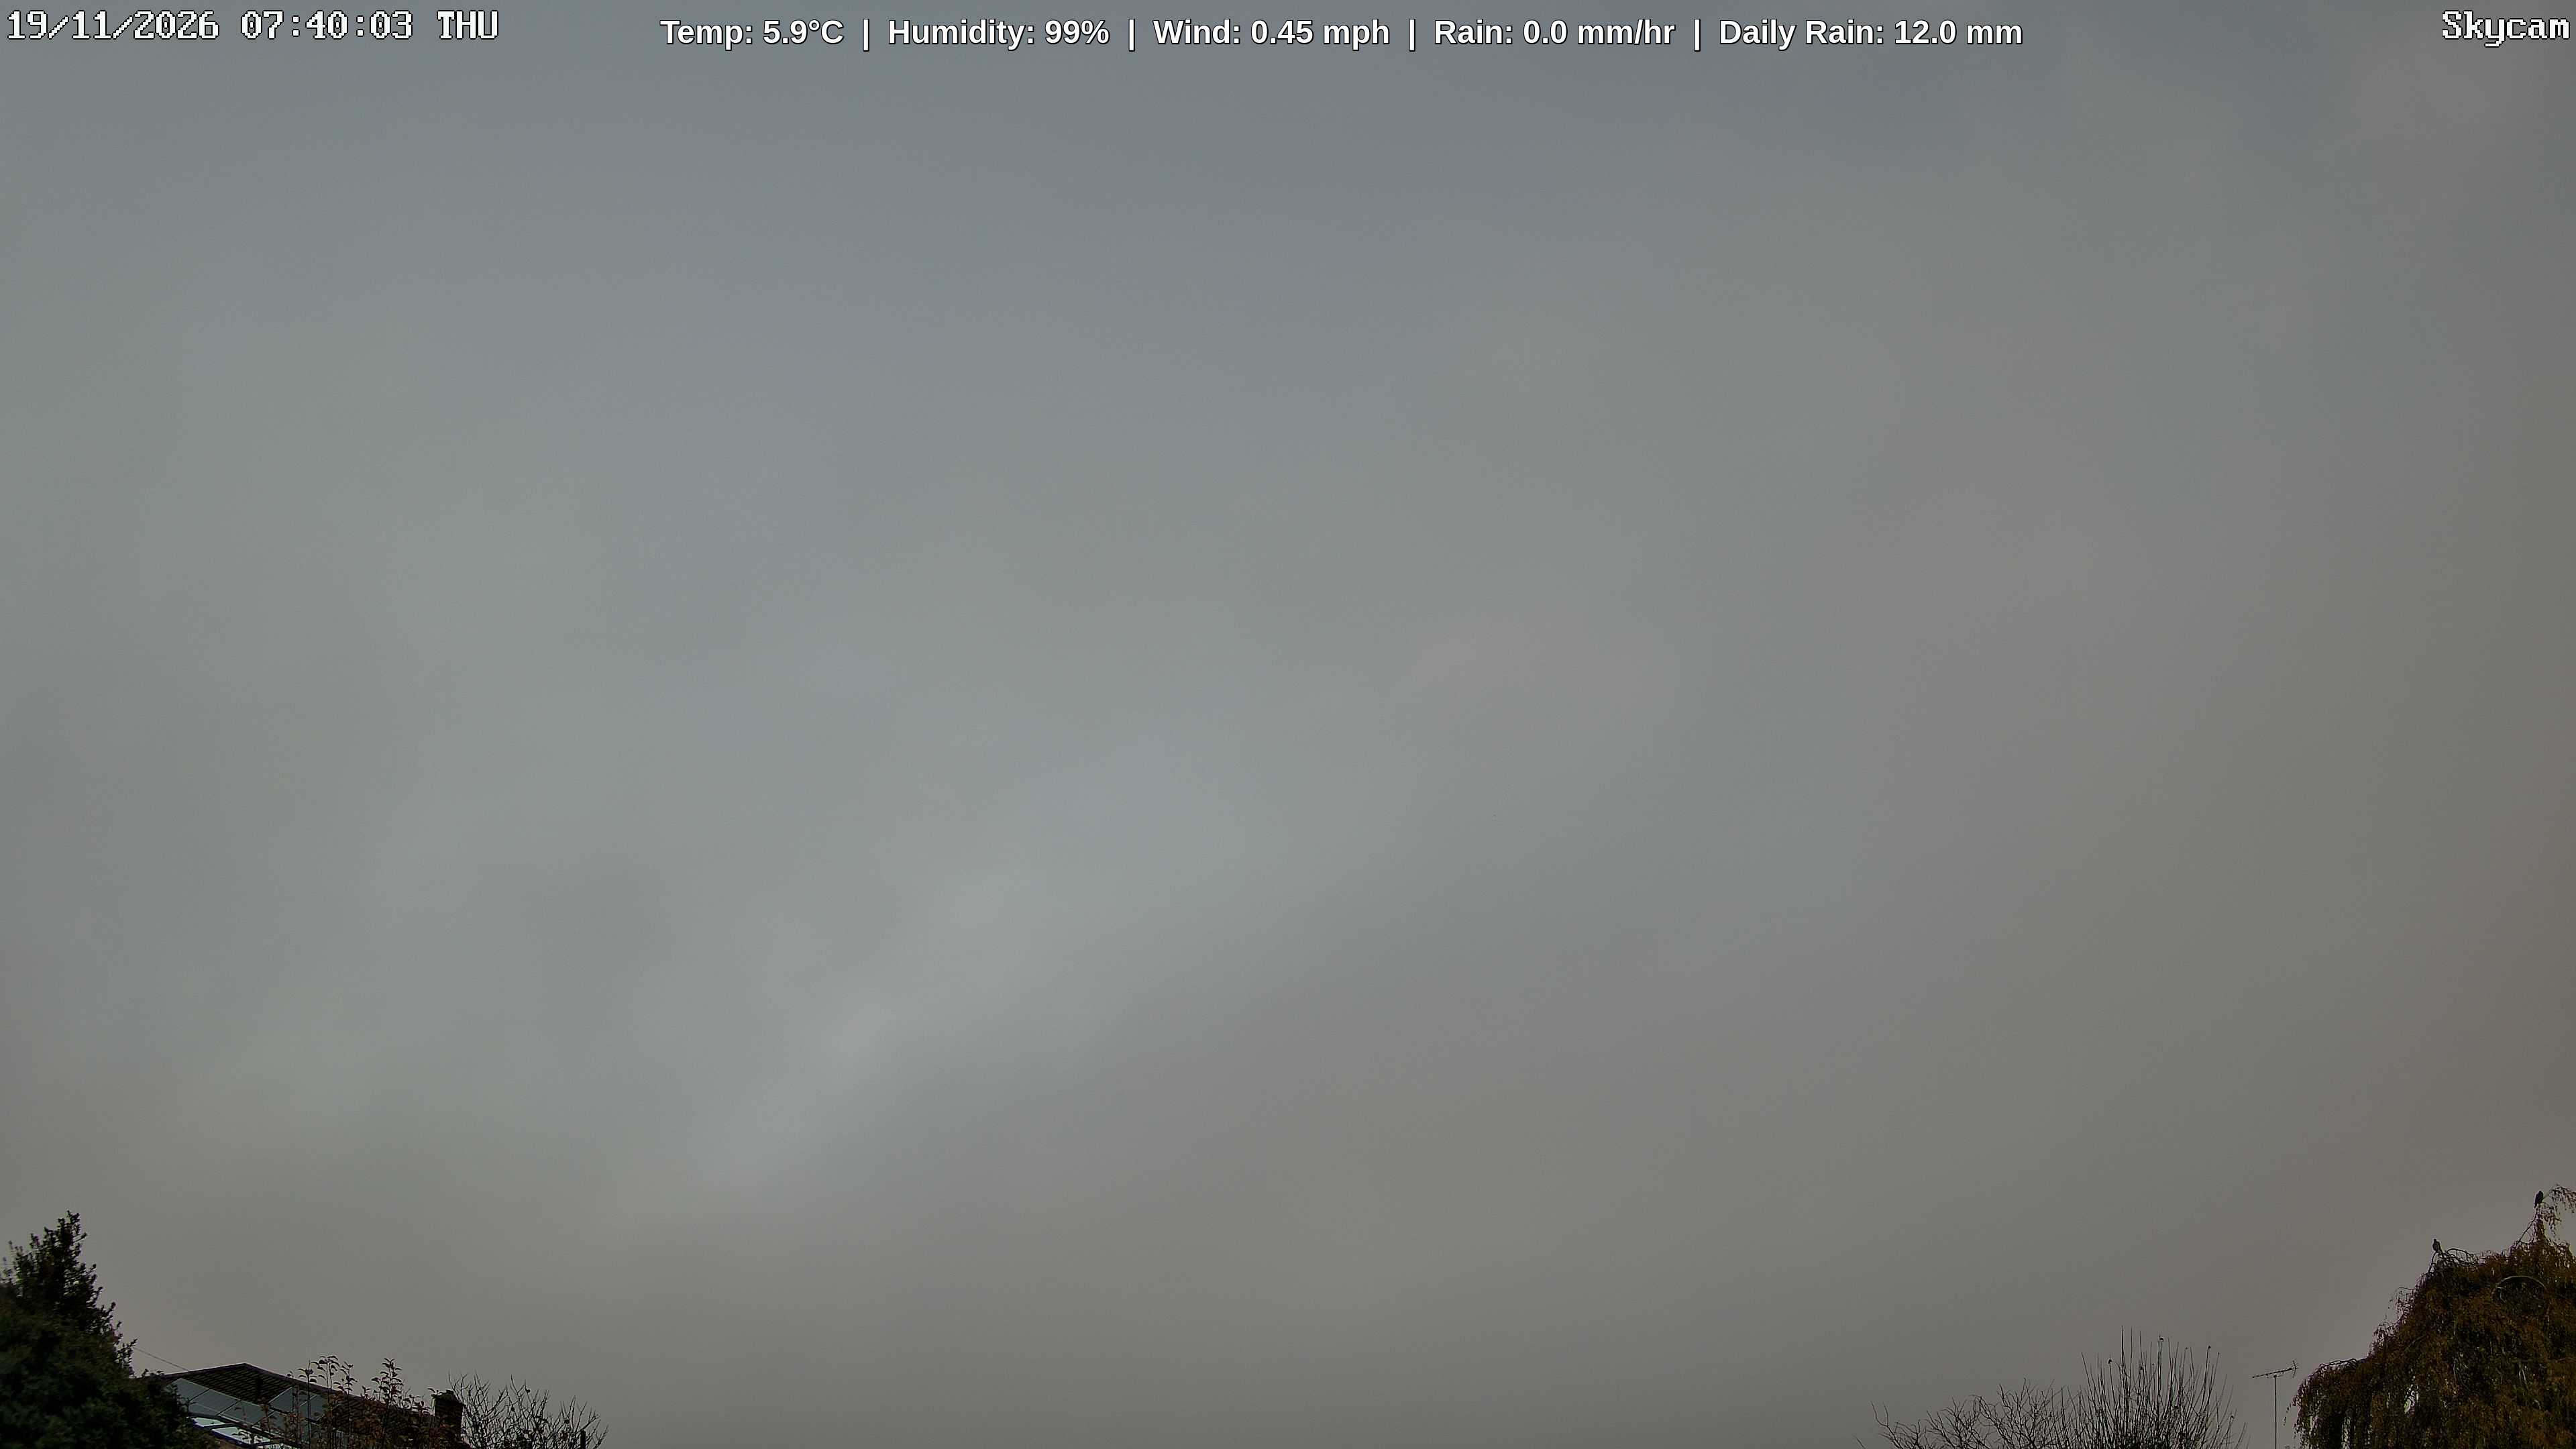 19/11/2026 07:40:03 THU
Temp: 5.9°C | Humidity: 99% | Wind: 0.45 mph | Rain: 0.0 mm/hr | Daily Rain: 12.0 mm
Skycam